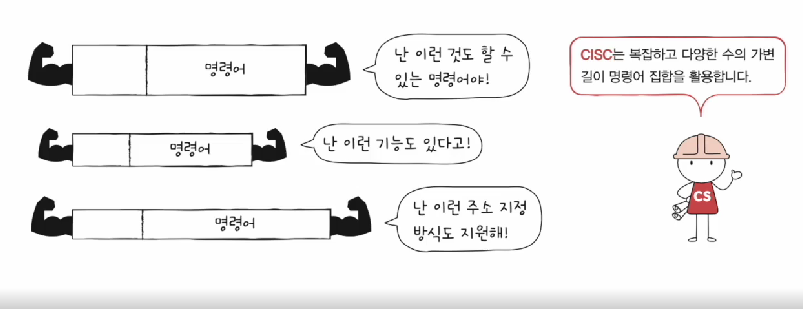 명령어
난 이런 것도 할 수
있는 명령어야!
CISC는 복잡하고 다양한 수의 가변
길이 명령어 집합을 활용합니다.
명령어
난 이런 기능도 있다고!
CS
명령어
난 이런 주소 지정
방식도 지원해!